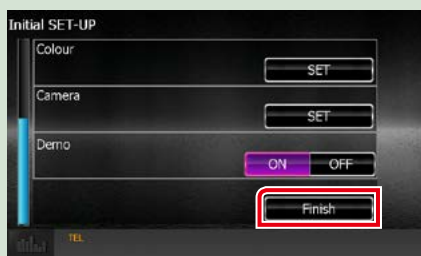 Initial SET-UP
Colour
SET
Camera
SET
Demo
ON OFF
Finish
TEL